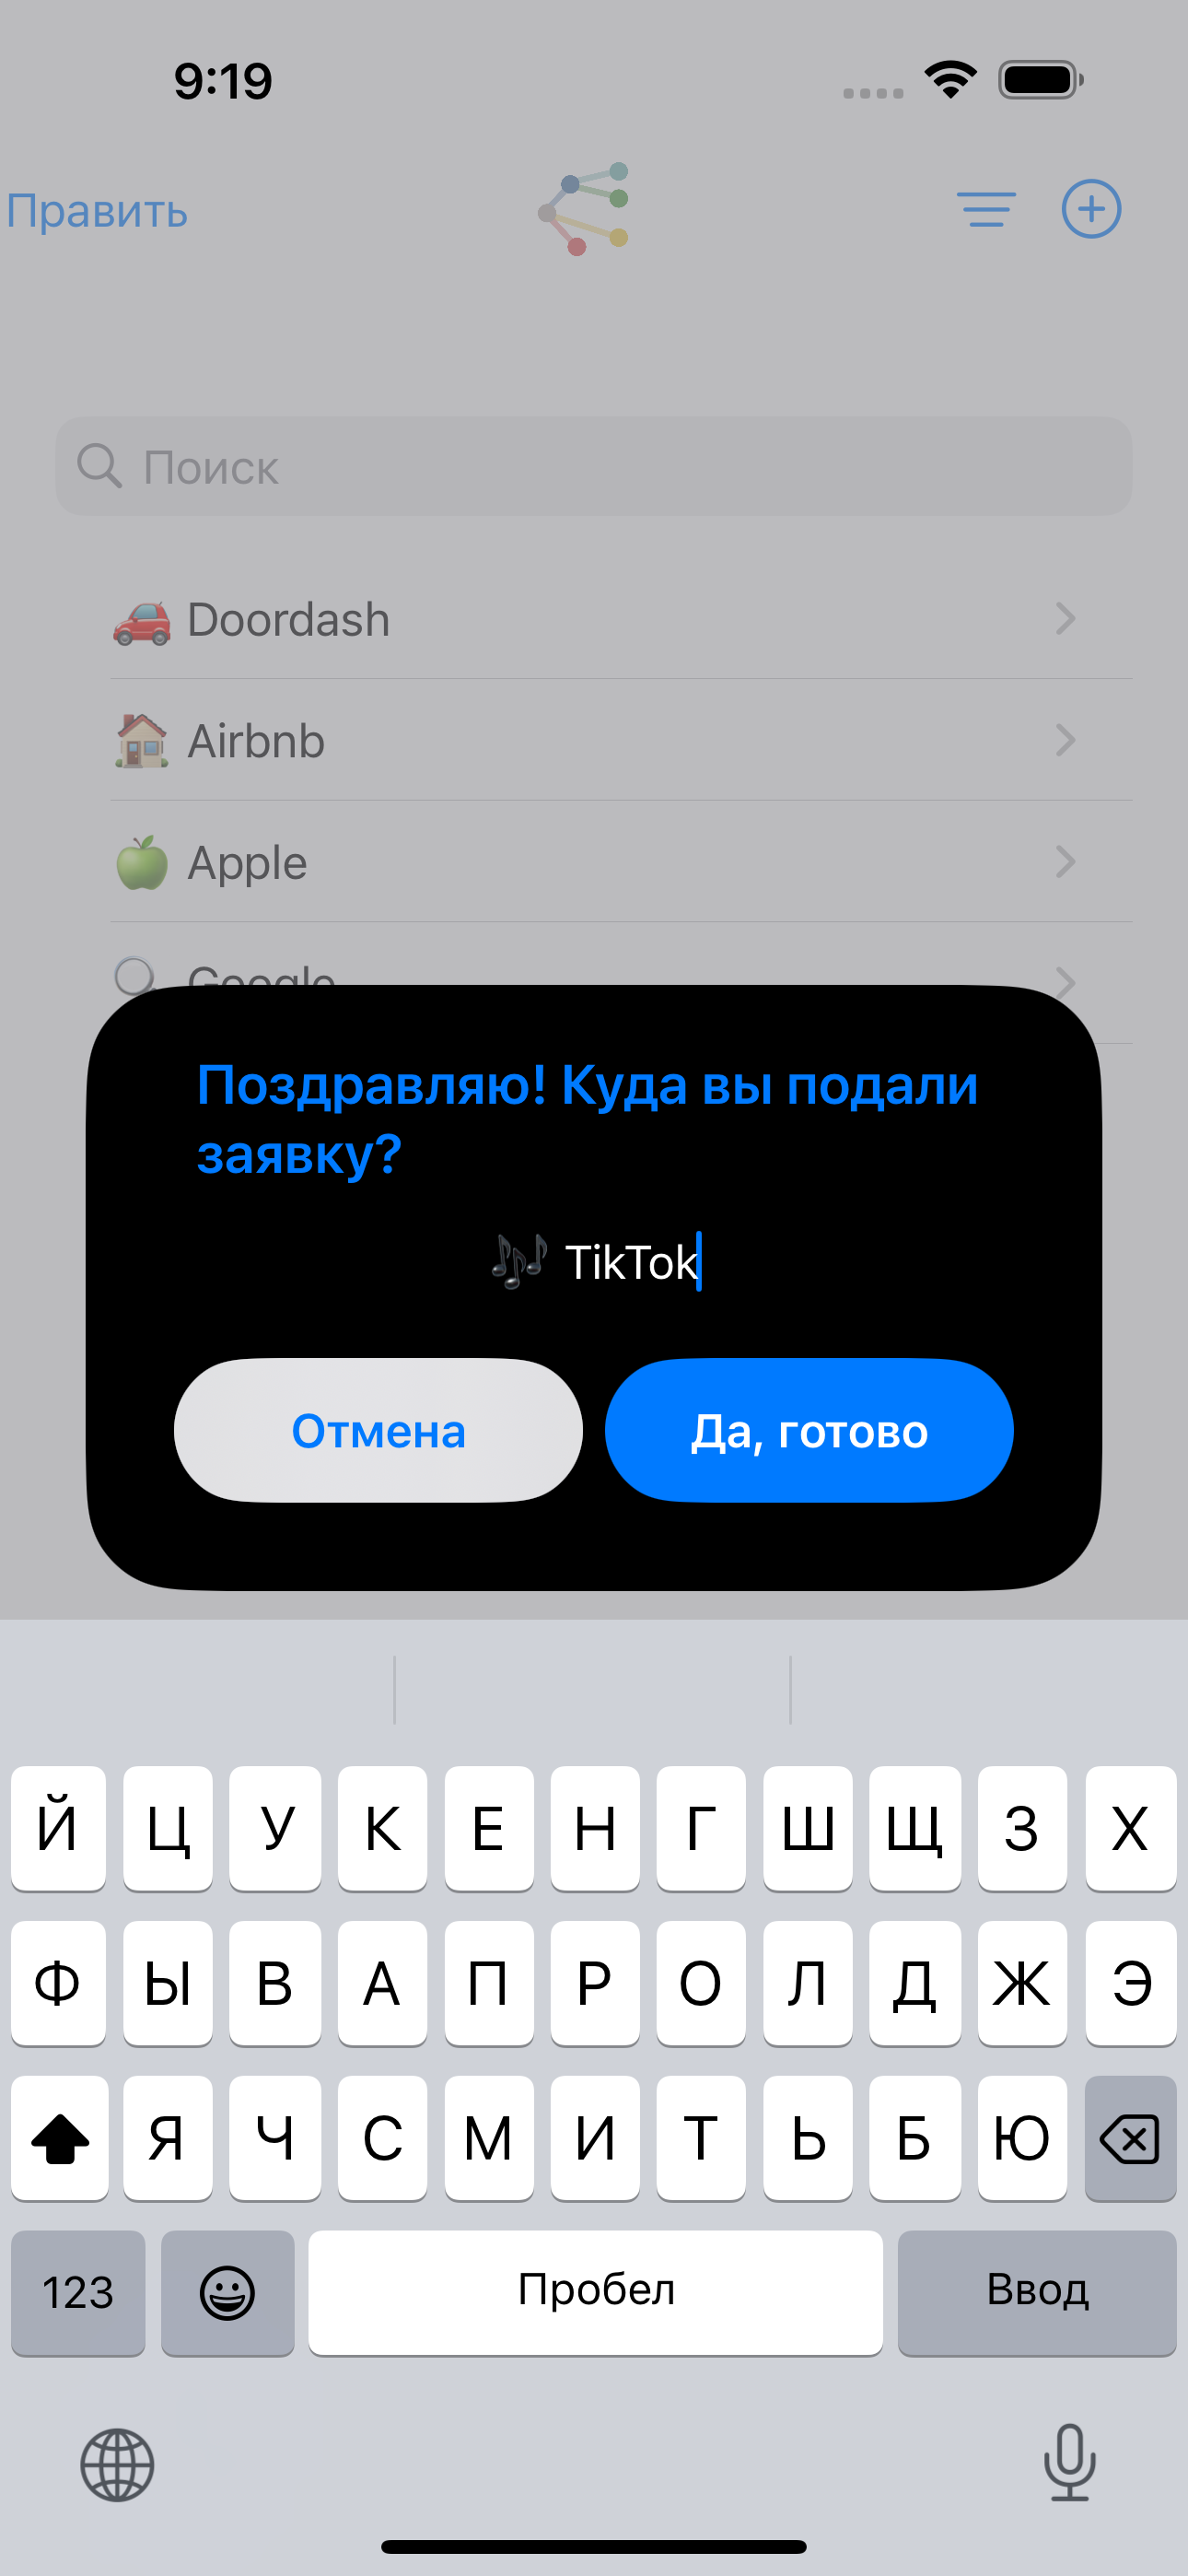 9:19
Править
Поиск
🚗 Doordash
🏠 Airbnb
🍏 Apple
🔍 Google
Поздравляю! Куда вы подали
заявку?
🎶 TikTok
Отмена
Да, готово
Й Ц У К Е Н Г Ш Щ З Х
Ф Ы В А П Р О Л Д Ж Э
Я Ч С М И Т Ь Б Ю
123
Пробел
Ввод